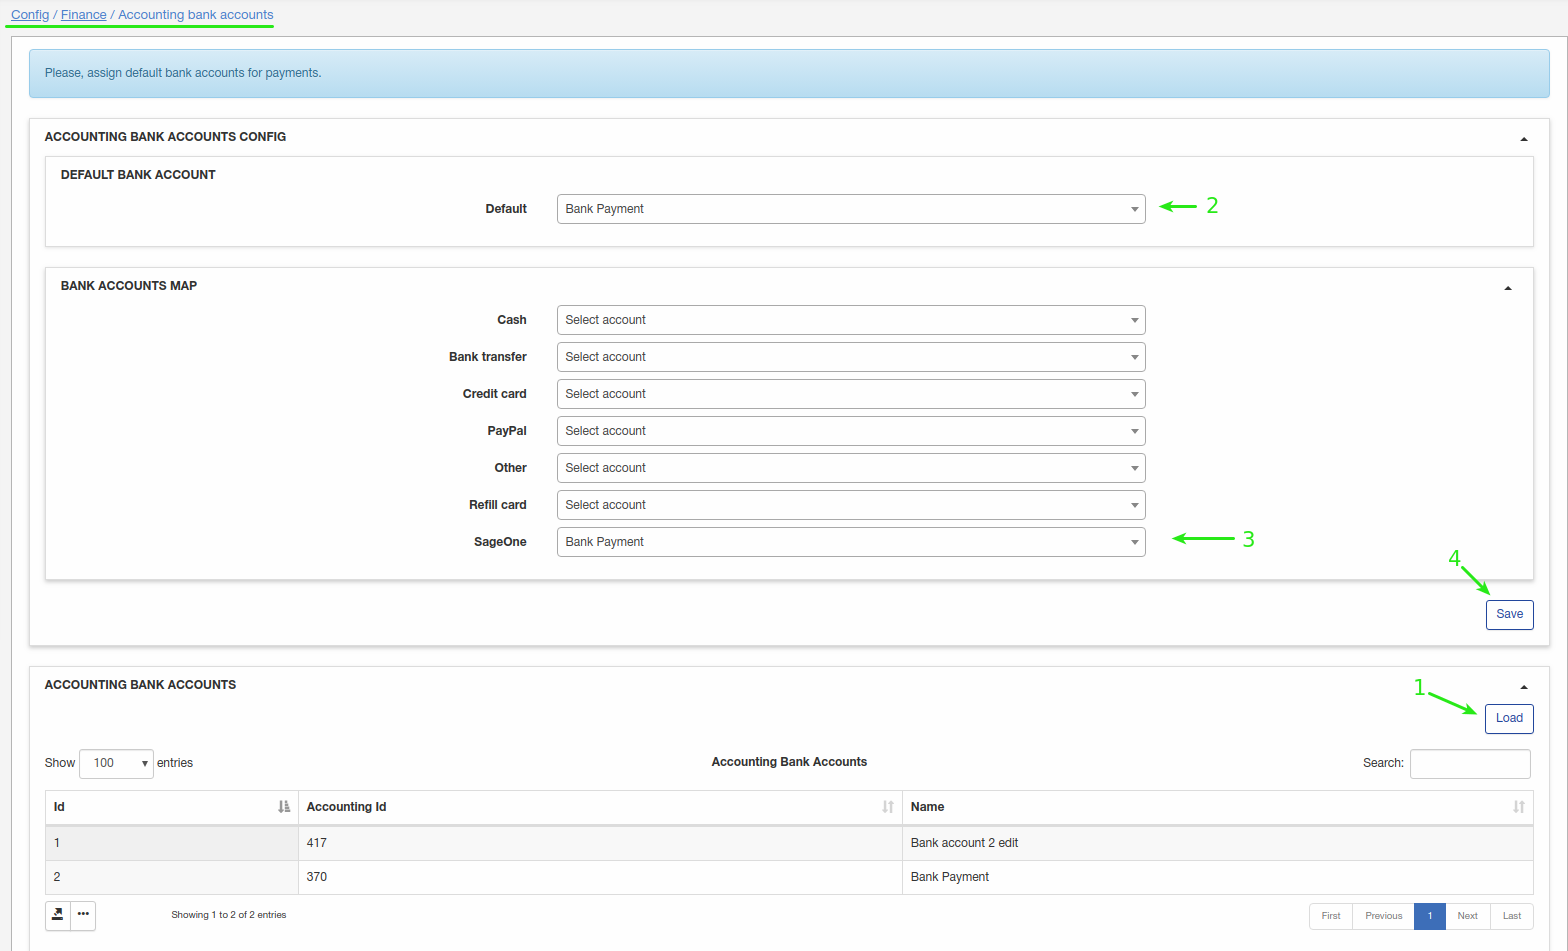 Config / Finance / Accounting bank accounts
Please, assign default bank accounts for payments.
ACCOUNTING BANK ACCOUNTS CONFIG
DEFAULT BANK ACCOUNT
Default Bank Payment 2
BANK ACCOUNTS MAP
Cash Select account
Bank transfer Select account
Credit card Select account
PayPal Select account
Other Select account
Refill card Select account
SageOne Bank Payment 3
4
Save
ACCOUNTING BANK ACCOUNTS
1
Load
Show 100 entries Accounting Bank Accounts Search:
Id Accounting Id Name
1 417 Bank account 2 edit
2 370 Bank Payment
Showing 1 to 2 of 2 entries First Previous 1 Next Last